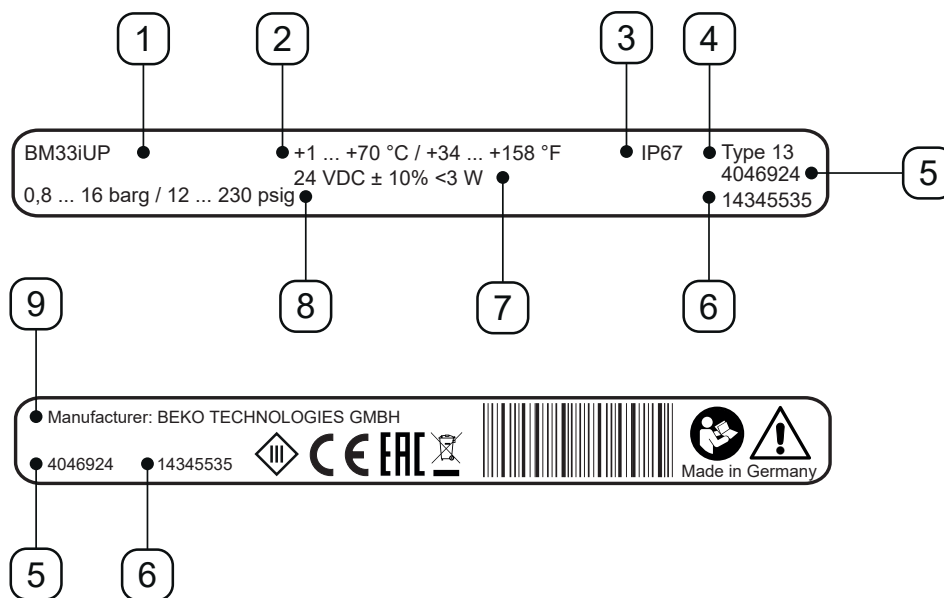 1 2 3 4
BM33iUP +1 ... +70 °C / +34 ... +158 °F IP67 Type 13
24 VDC ± 10% <3 W 4046924 5
0,8 ... 16 barg / 12 ... 230 psig 14345535
9 8 7 6
Manufacturer: BEKO TECHNOLOGIES GMBH
4046924 14345535 III CE EAC
Made in Germany
5 6